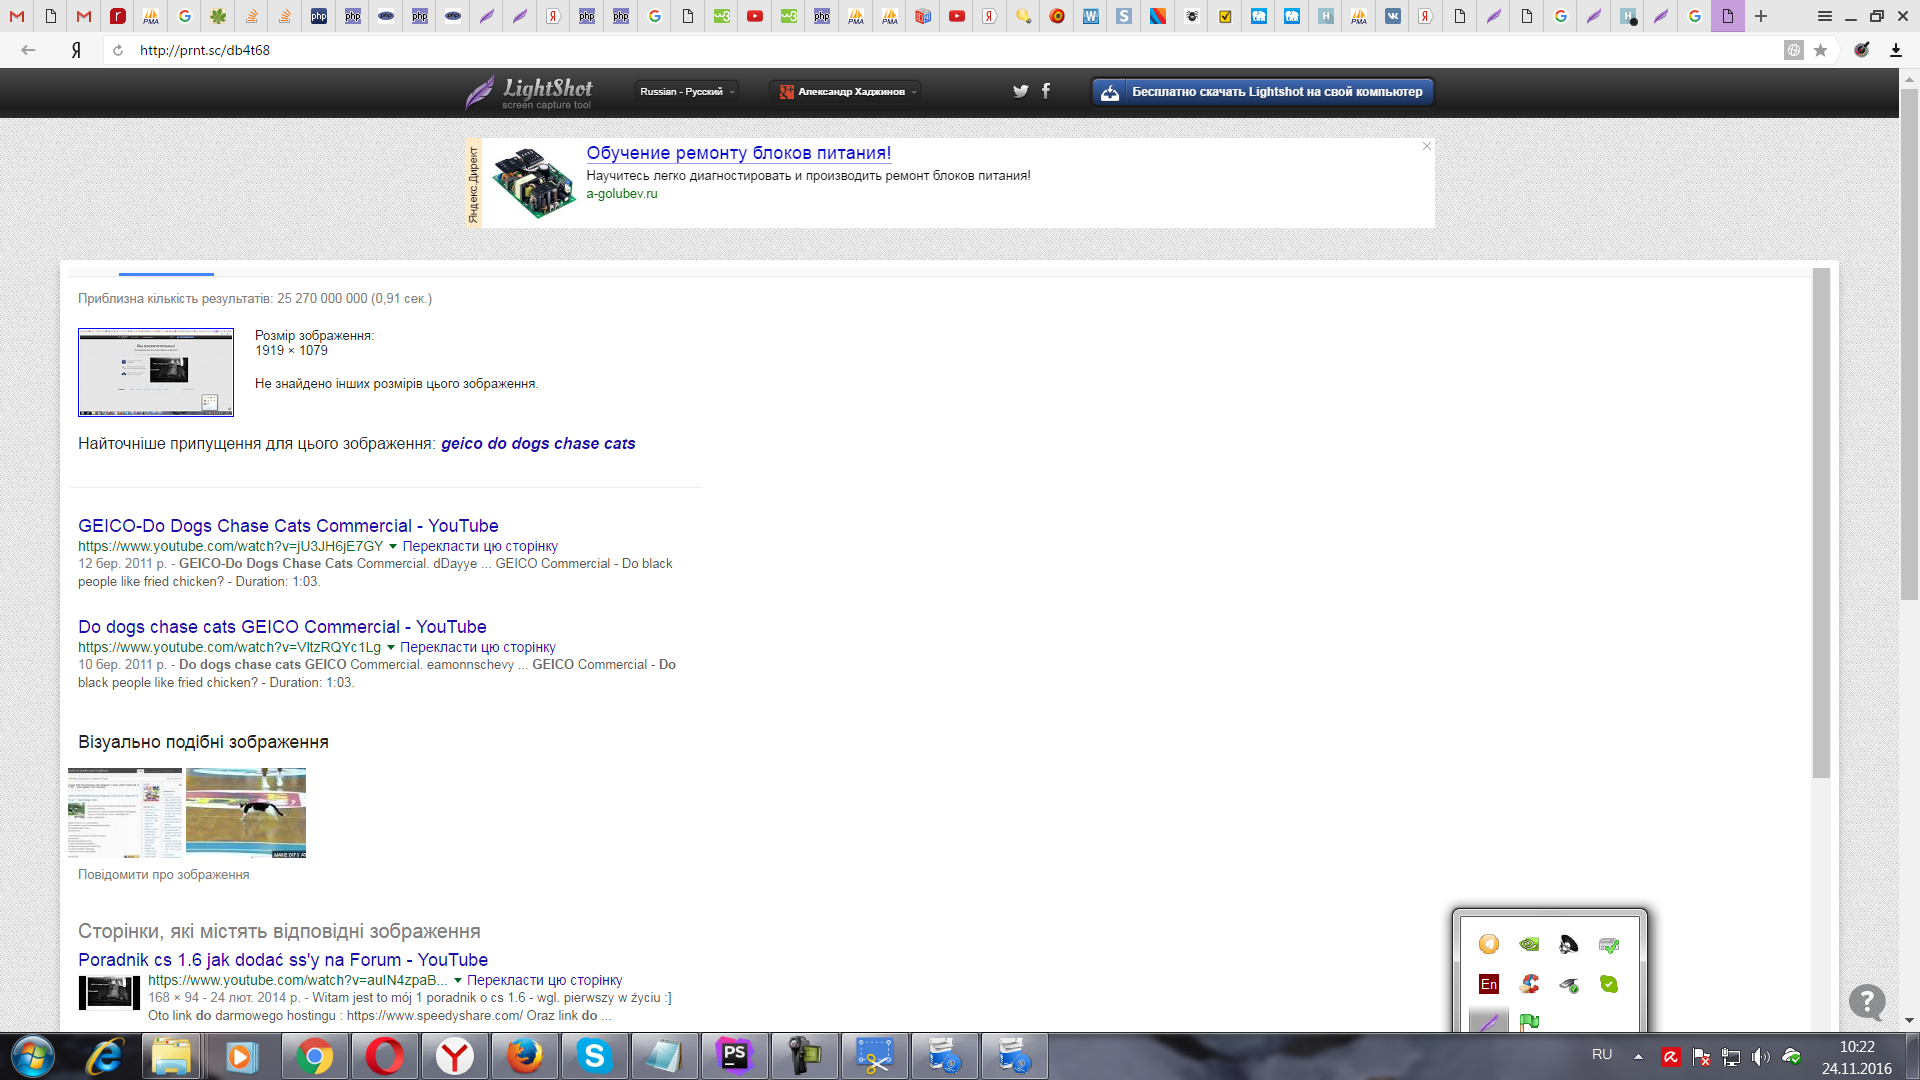 http://prnt.sc/db4t68
LightShot
screen capture tool
Russian - Русский
Александр Хаджинов
Бесплатно скачать Lightshot на свой компьютер
Яндекс.Директ
Обучение ремонту блоков питания!
Научитесь легко диагностировать и производить ремонт блоков питания!
a-golubev.ru
Приблизна кількість результатів: 25 270 000 000 (0,91 сек.)
Розмір зображення:
1919 × 1079
Не знайдено інших розмірів цього зображення.
Найточніше припущення для цього зображення: geico do dogs chase cats
GEICO-Do Dogs Chase Cats Commercial - YouTube
https://www.youtube.com/watch?v=jU3JH6jE7GY Перекласти цю сторінку
12 бер. 2011 р. - GEICO-Do Dogs Chase Cats Commercial. dDayye ... GEICO Commercial - Do black
people like fried chicken? - Duration: 1:03.
Do dogs chase cats GEICO Commercial - YouTube
https://www.youtube.com/watch?v=VltzRQYc1Lg Перекласти цю сторінку
10 бер. 2011 р. - Do dogs chase cats GEICO Commercial. eamonnschevy ... GEICO Commercial - Do
black people like fried chicken? - Duration: 1:03.
Візуально подібні зображення
Повідомити про зображення
Сторінки, які містять відповідні зображення
Poradnik cs 1.6 jak dodać ss'y na Forum - YouTube
https://www.youtube.com/watch?v=auIN4zpaB... Перекласти цю сторінку
168 × 94 - 24 лют. 2014 р. - Witam jest to mój 1 poradnik o cs 1.6 - wgl. pierwszy w życiu :]
Oto link do darmowego hostingu : https://www.speedyshare.com/ Oraz link do ...
En
RU
10:22
24.11.2016